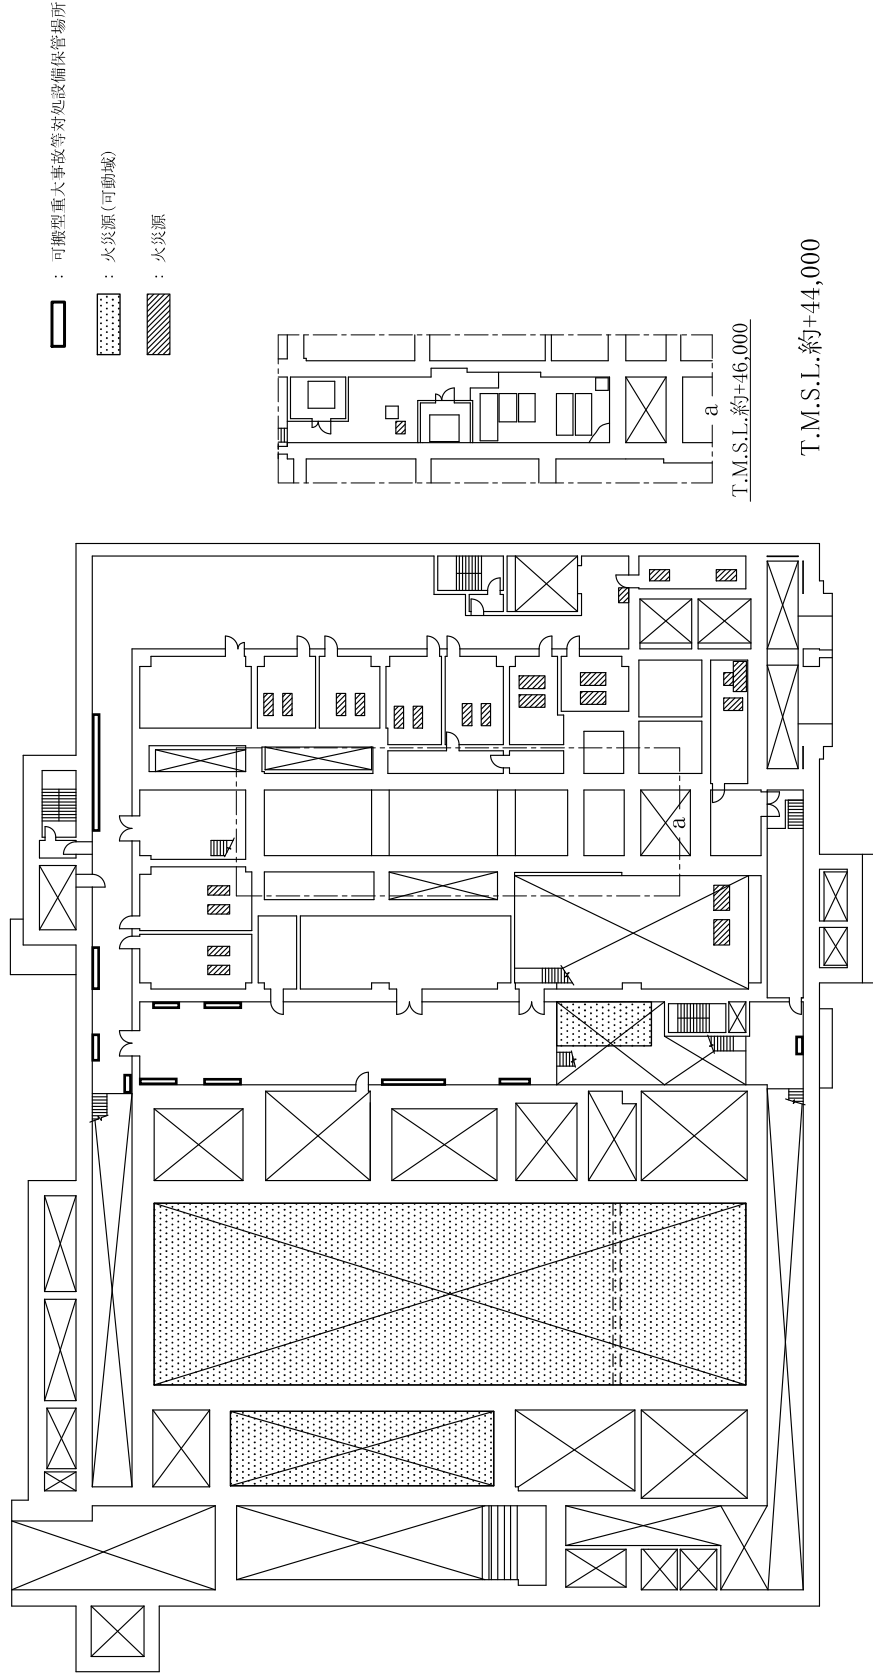 ：可搬型重大事故等対処設備保管場所
：火災源(可動域)
：火災源
a
T.M.S.L.約+46,000
T.M.S.L.約+44,000
a